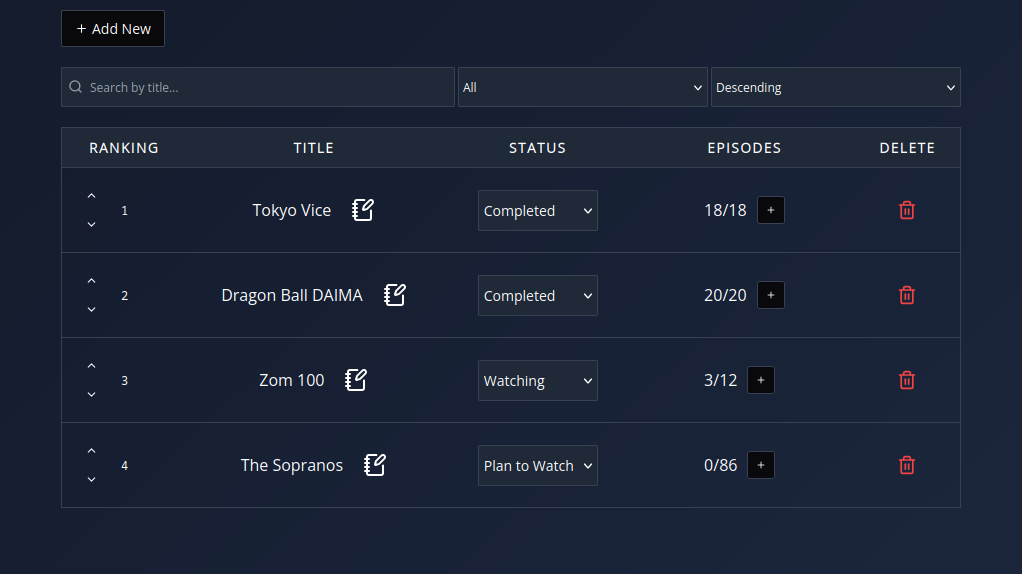 + Add New
Search by title... All Descending
RANKING TITLE STATUS EPISODES DELETE
1 Tokyo Vice Completed 18/18 +
2 Dragon Ball DAIMA Completed 20/20 +
3 Zom 100 Watching 3/12 +
4 The Sopranos Plan to Watch 0/86 +